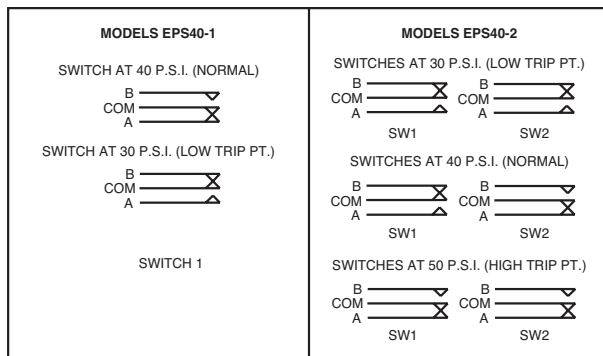 MODELS EPS40-1
SWITCH AT 40 P.S.I. (NORMAL)
B
COM
A
SWITCH AT 30 P.S.I. (LOW TRIP PT.)
B
COM
A
SWITCH 1
MODELS EPS40-2
SWITCHES AT 30 P.S.I. (LOW TRIP PT.)
B B
COM COM
A A
SW1 SW2
SWITCHES AT 40 P.S.I. (NORMAL)
B B
COM COM
A A
SW1 SW2
SWITCHES AT 50 P.S.I. (HIGH TRIP PT.)
B B
COM COM
A A
SW1 SW2